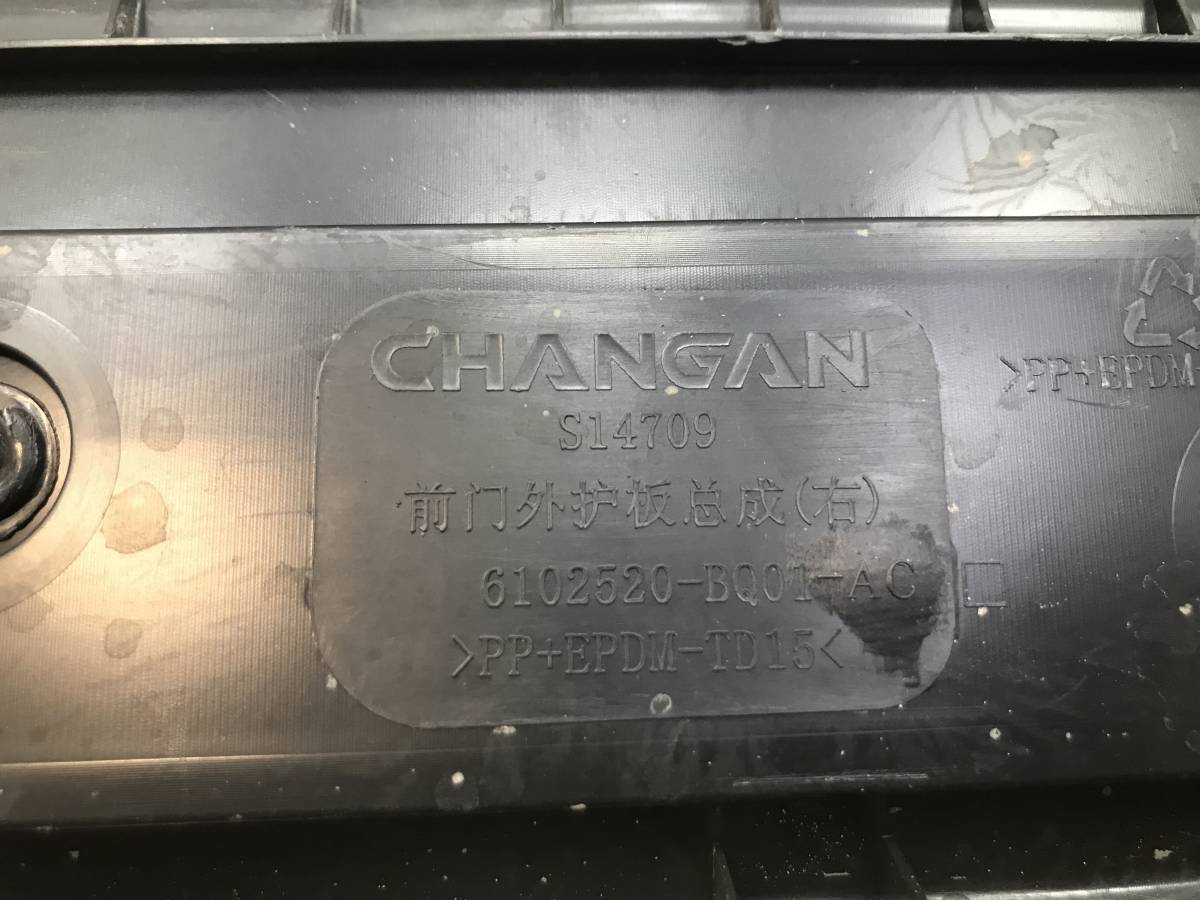 CHANGAN
S14709
前门外护板总成(右)
6102520-BQ01-AC
>PP+EPDM-TD15<
>PP+EPDM-